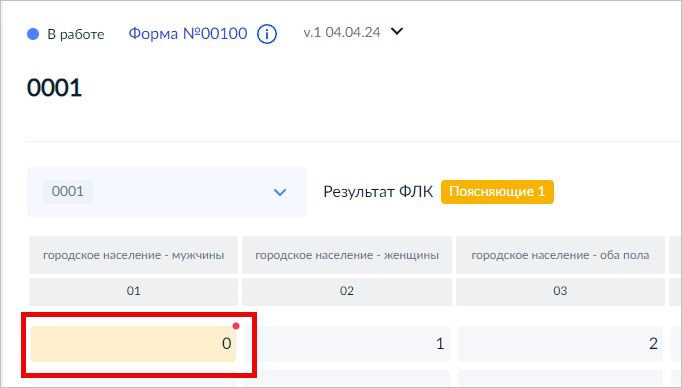 В работе Форма №00100 v.1 04.04.24
0001
0001 Результат ФЛК Поясняющие 1
городское население - мужчины городское население - женщины городское население - оба пола
01 02 03
0 1 2